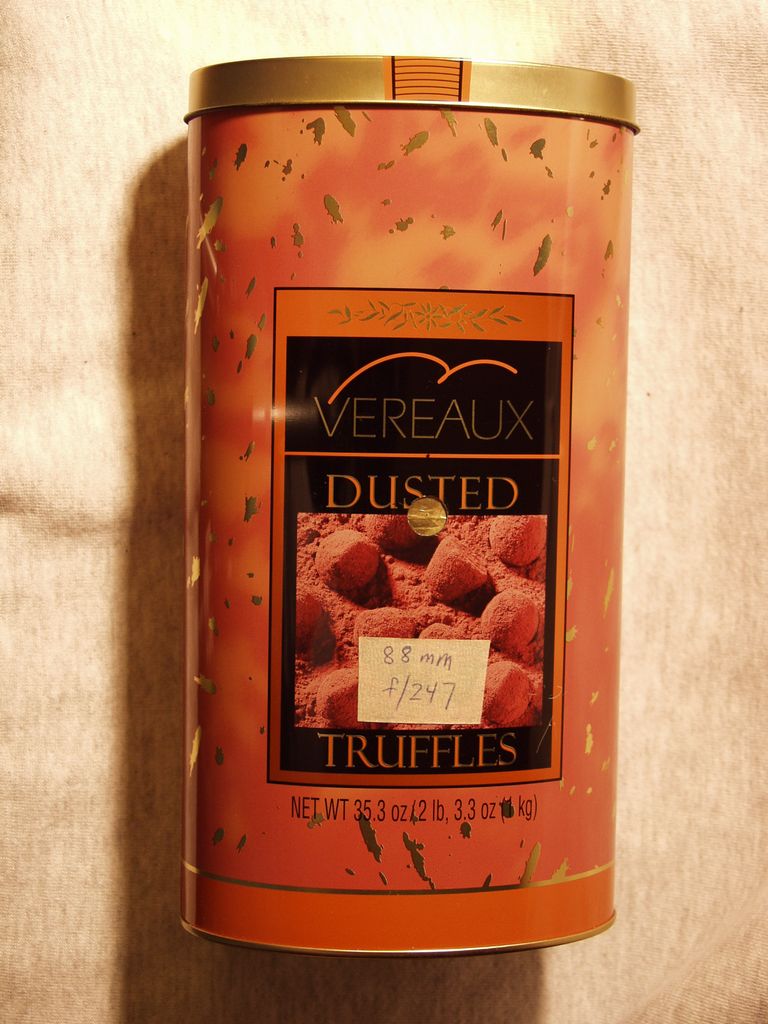 VEREAUX
DUSTED
88 mm
f/247
TRUFFLES
NET WT 35.3 oz/2 lb, 3.3 oz (1 kg)